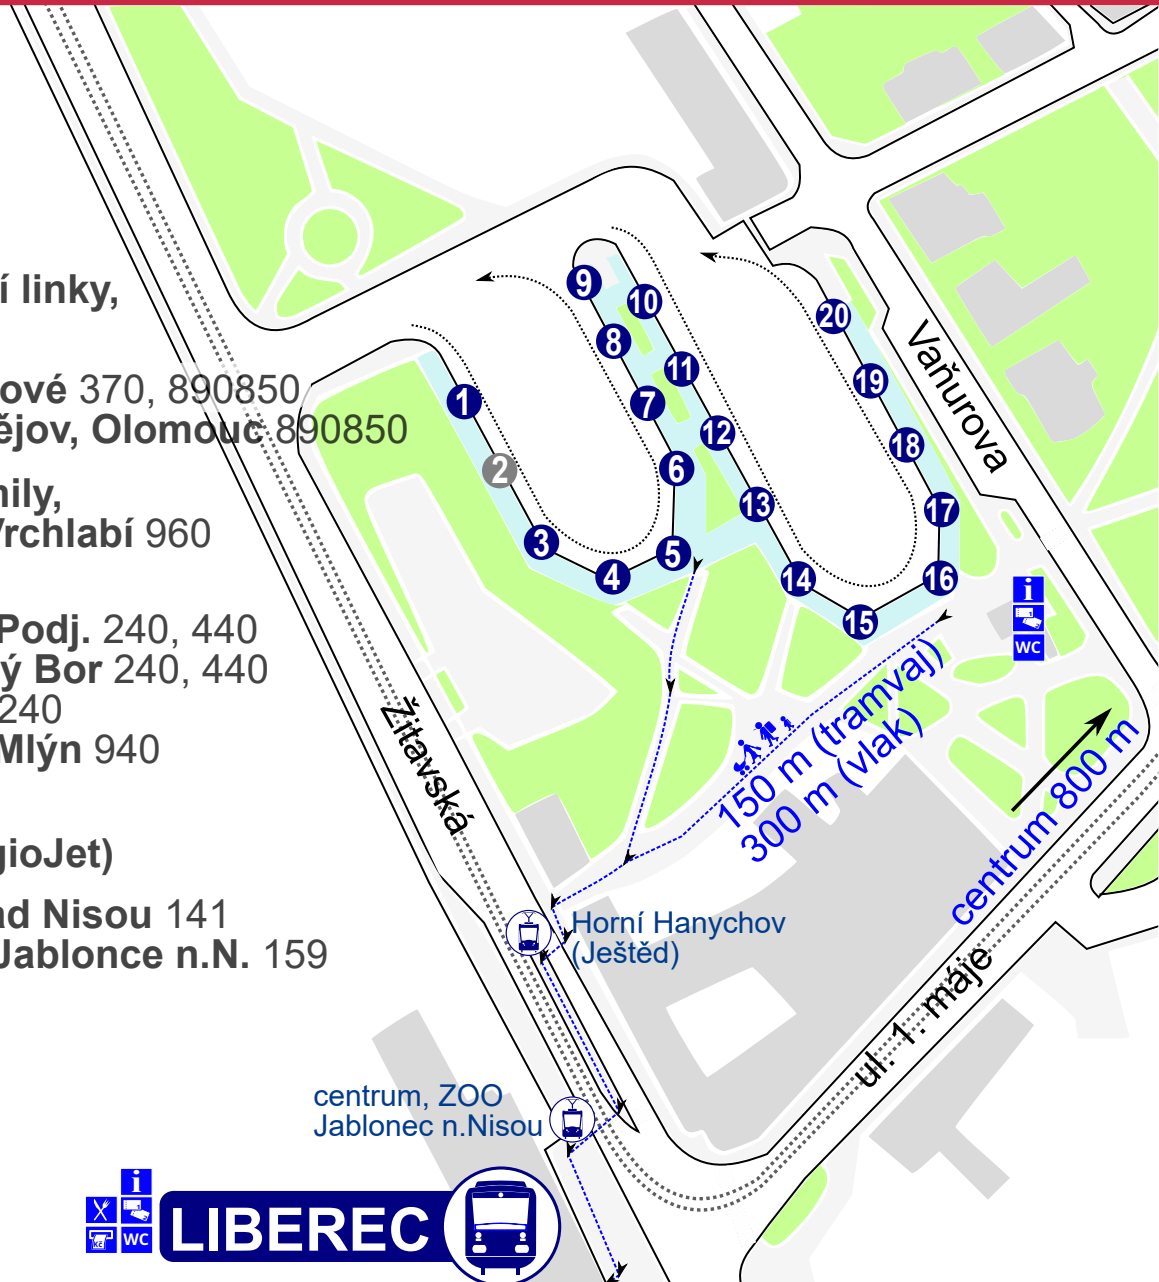 í linky,
ové 370, 890850
ějov, Olomouc 890850
nily,
Vrchlabí 960
Podj. 240, 440
ý Bor 240, 440
240
Mlýn 940
gioJet)
ad Nisou 141
Jablonce n.N. 159
1
2
3
4
5
6
7
8
9
10
11
12
13
14
15
16
17
18
19
20
Vaňurova
Žitavská
i
WC
150 m (tramvaj)
300 m (vlak)
centrum 800 m
ul. 1. máje
Horní Hanychov
(Ještěd)
centrum, ZOO
Jablonec n.Nisou
i
Kč
WC
LIBEREC